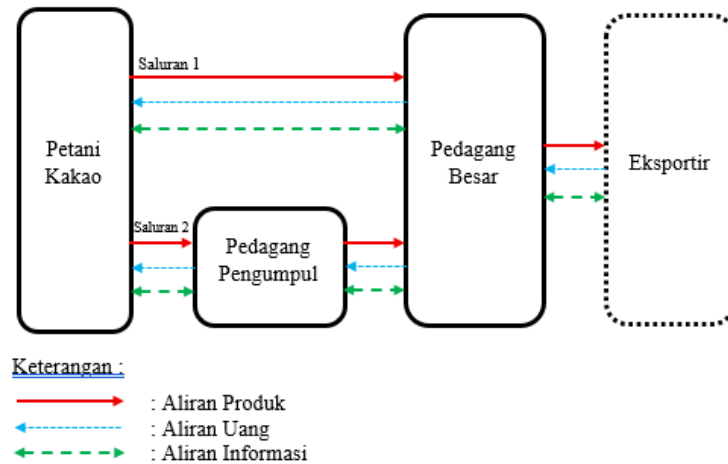 Saluran 1
Petani
Kakao
Pedagang
Besar
Eksportir
Saluran 2
Pedagang
Pengumpul
Keterangan :
: Aliran Produk
: Aliran Uang
: Aliran Informasi